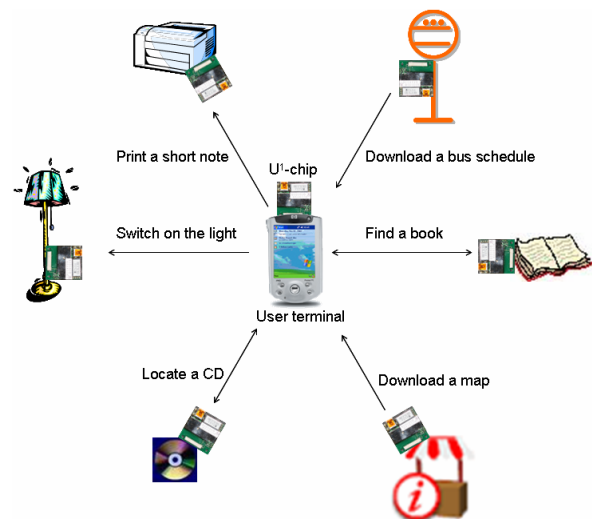 Print a short note
Download a bus schedule
U¹-chip
Switch on the light
Find a book
User terminal
Locate a CD
Download a map
i